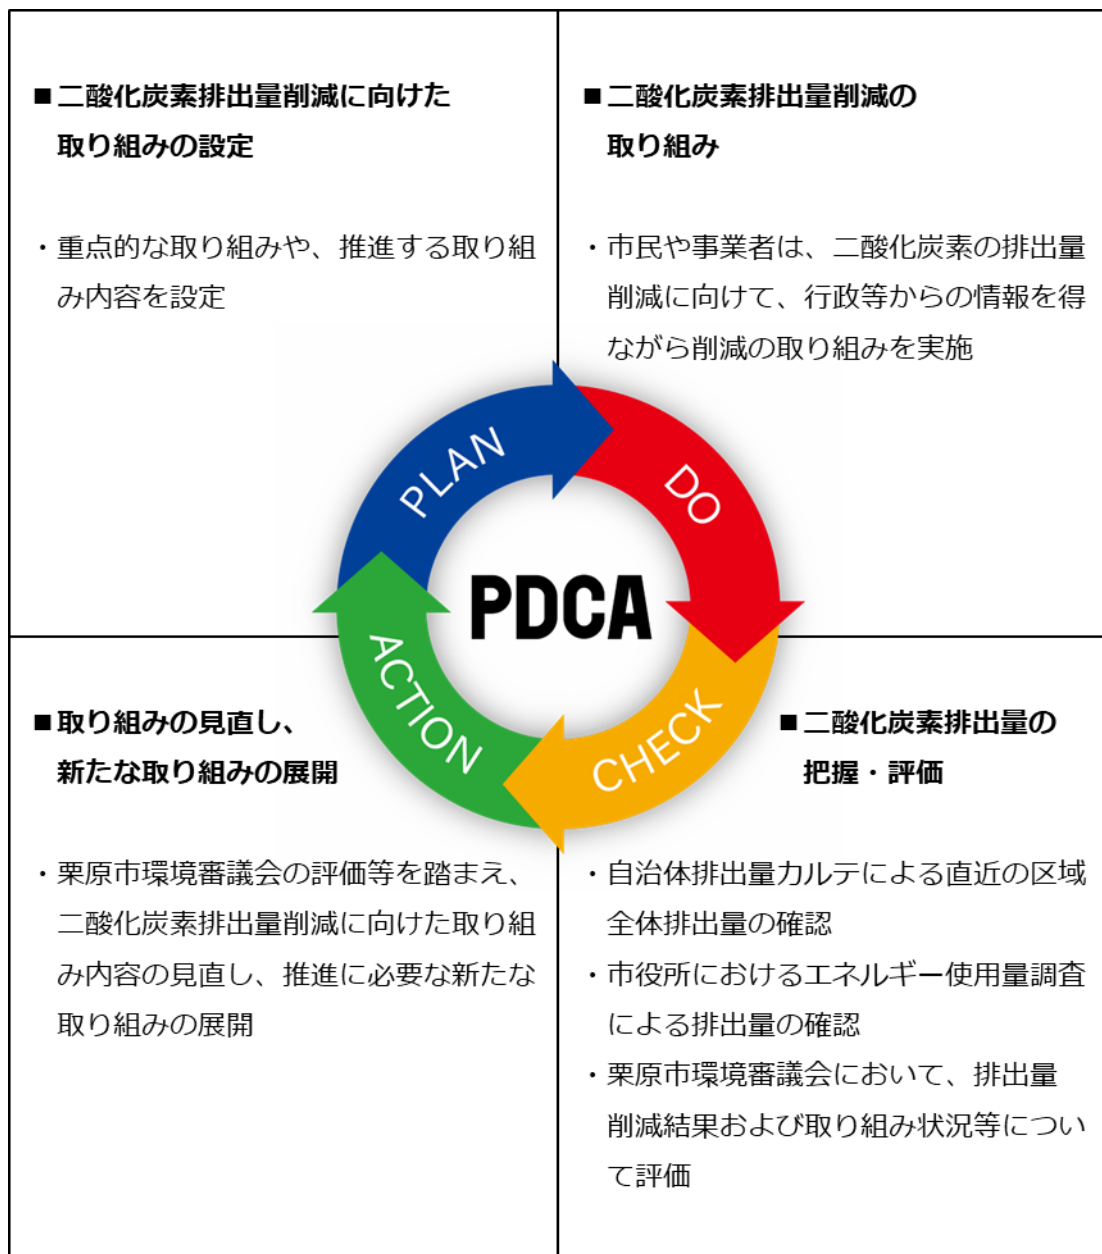 ■二酸化炭素排出量削減に向けた
取り組みの設定
・重点的な取り組みや、推進する取り組
み内容を設定
■二酸化炭素排出量削減の
取り組み
・市民や事業者は、二酸化炭素の排出量
削減に向けて、行政等からの情報を得
ながら削減の取り組みを実施
PLAN
DO
PDCA
ACTION
CHECK
■取り組みの見直し、
新たな取り組みの展開
・栗原市環境審議会の評価等を踏まえ、
二酸化炭素排出量削減に向けた取り組
み内容の見直し、推進に必要な新たな
取り組みの展開
■二酸化炭素排出量の
把握・評価
・自治体排出量カルテによる直近の区域
全体排出量の確認
・市役所におけるエネルギー使用量調査
による排出量の確認
・栗原市環境審議会において、排出量
削減結果および取り組み状況等につい
て評価